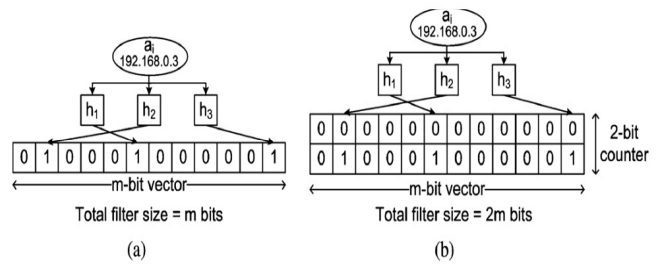 ai
192.168.0.3
h1 h2 h3
0 1 0 0 0 1 0 0 0 0 0 1
m-bit vector
Total filter size = m bits
(a)
ai
192.168.0.3
h1 h2 h3
0 0 0 0 0 0 0 0 0 0 0 0
0 1 0 0 0 1 0 0 0 0 0 1
2-bit
counter
m-bit vector
Total filter size = 2m bits
(b)